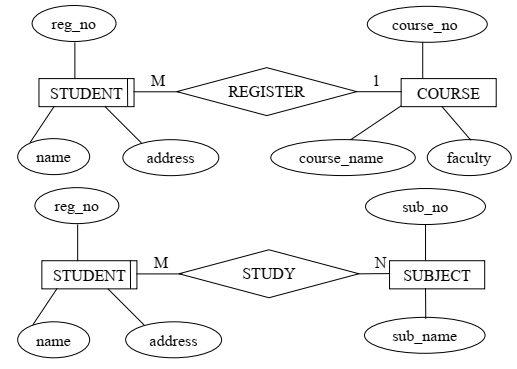 reg_no
course_no
STUDENT
M
REGISTER
1
COURSE
name
address
course_name
faculty
reg_no
sub_no
STUDENT
M
STUDY
N
SUBJECT
name
address
sub_name